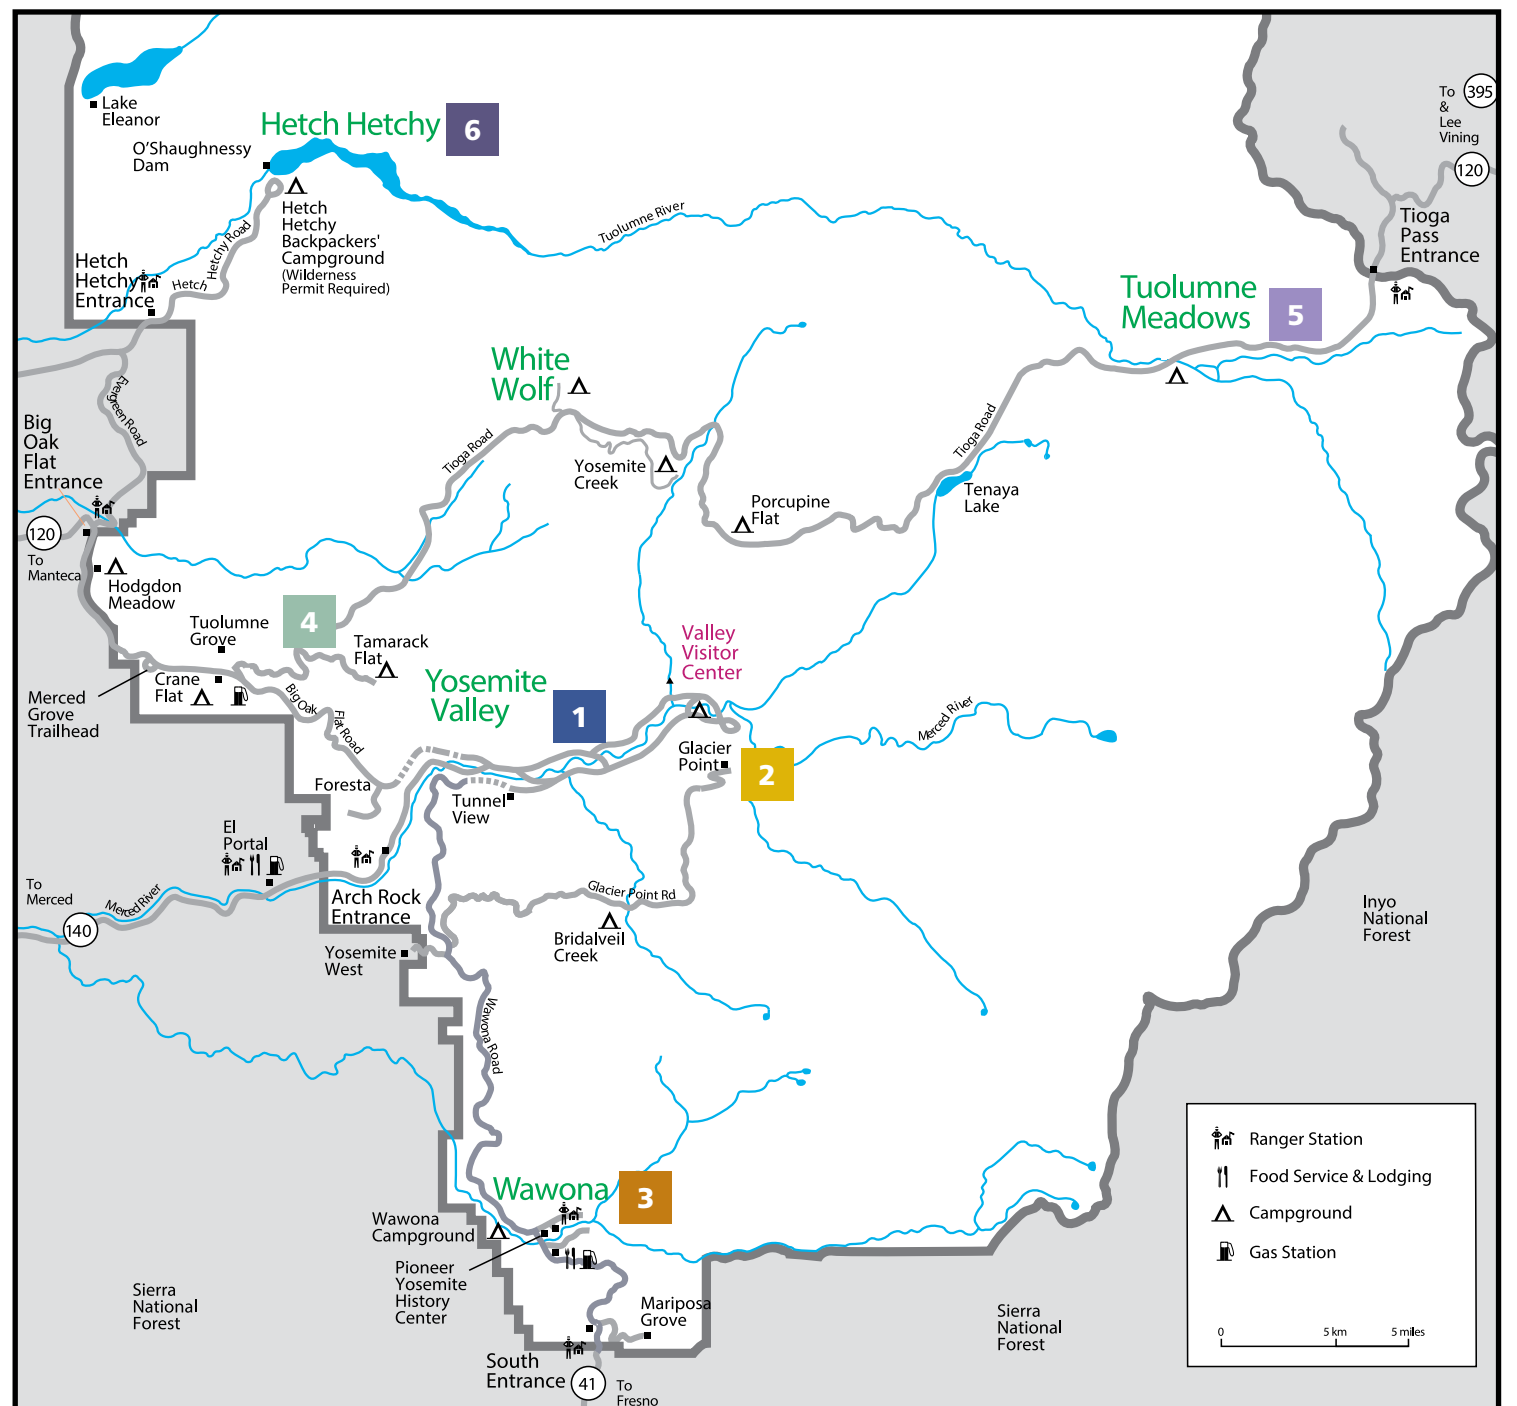 Lake
Eleanor
Hetch Hetchy
6
O'Shaughnessy
Dam
Hetch
Hetchy
Backpackers'
Campground
(Wilderness
Permit Required)
Hetch
Hetchy
Entrance
Hetch
Hetchy Road
Tuolumne River
To
395
&
Lee
Vining
120
Tioga
Pass
Entrance
Tuolumne
Meadows
5
White
Wolf
Evergreen Road
Big
Oak
Flat
Entrance
120
To
Manteca
Hodgdon
Meadow
Tioga Road
Yosemite
Creek
Porcupine
Flat
Tioga Road
Tenaya
Lake
Tuolumne
Grove
4
Tamarack
Flat
Crane
Flat
Merced
Grove
Trailhead
Big Oak
Flat Road
Yosemite
Valley
1
Valley
Visitor
Center
Merced River
Glacier
Point
2
Foresta
Tunnel
View
El
Portal
To
Merced
140
Merced River
Arch Rock
Entrance
Glacier Point Rd
Bridalveil
Creek
Yosemite
West
Wawona Road
Inyo
National
Forest
Wawona
3
Wawona
Campground
Pioneer
Yosemite
History
Center
Mariposa
Grove
South
Entrance
41
To
Fresno
Sierra
National
Forest
Sierra
National
Forest
Ranger Station
Food Service & Lodging
Campground
Gas Station
0
5 km
5 miles